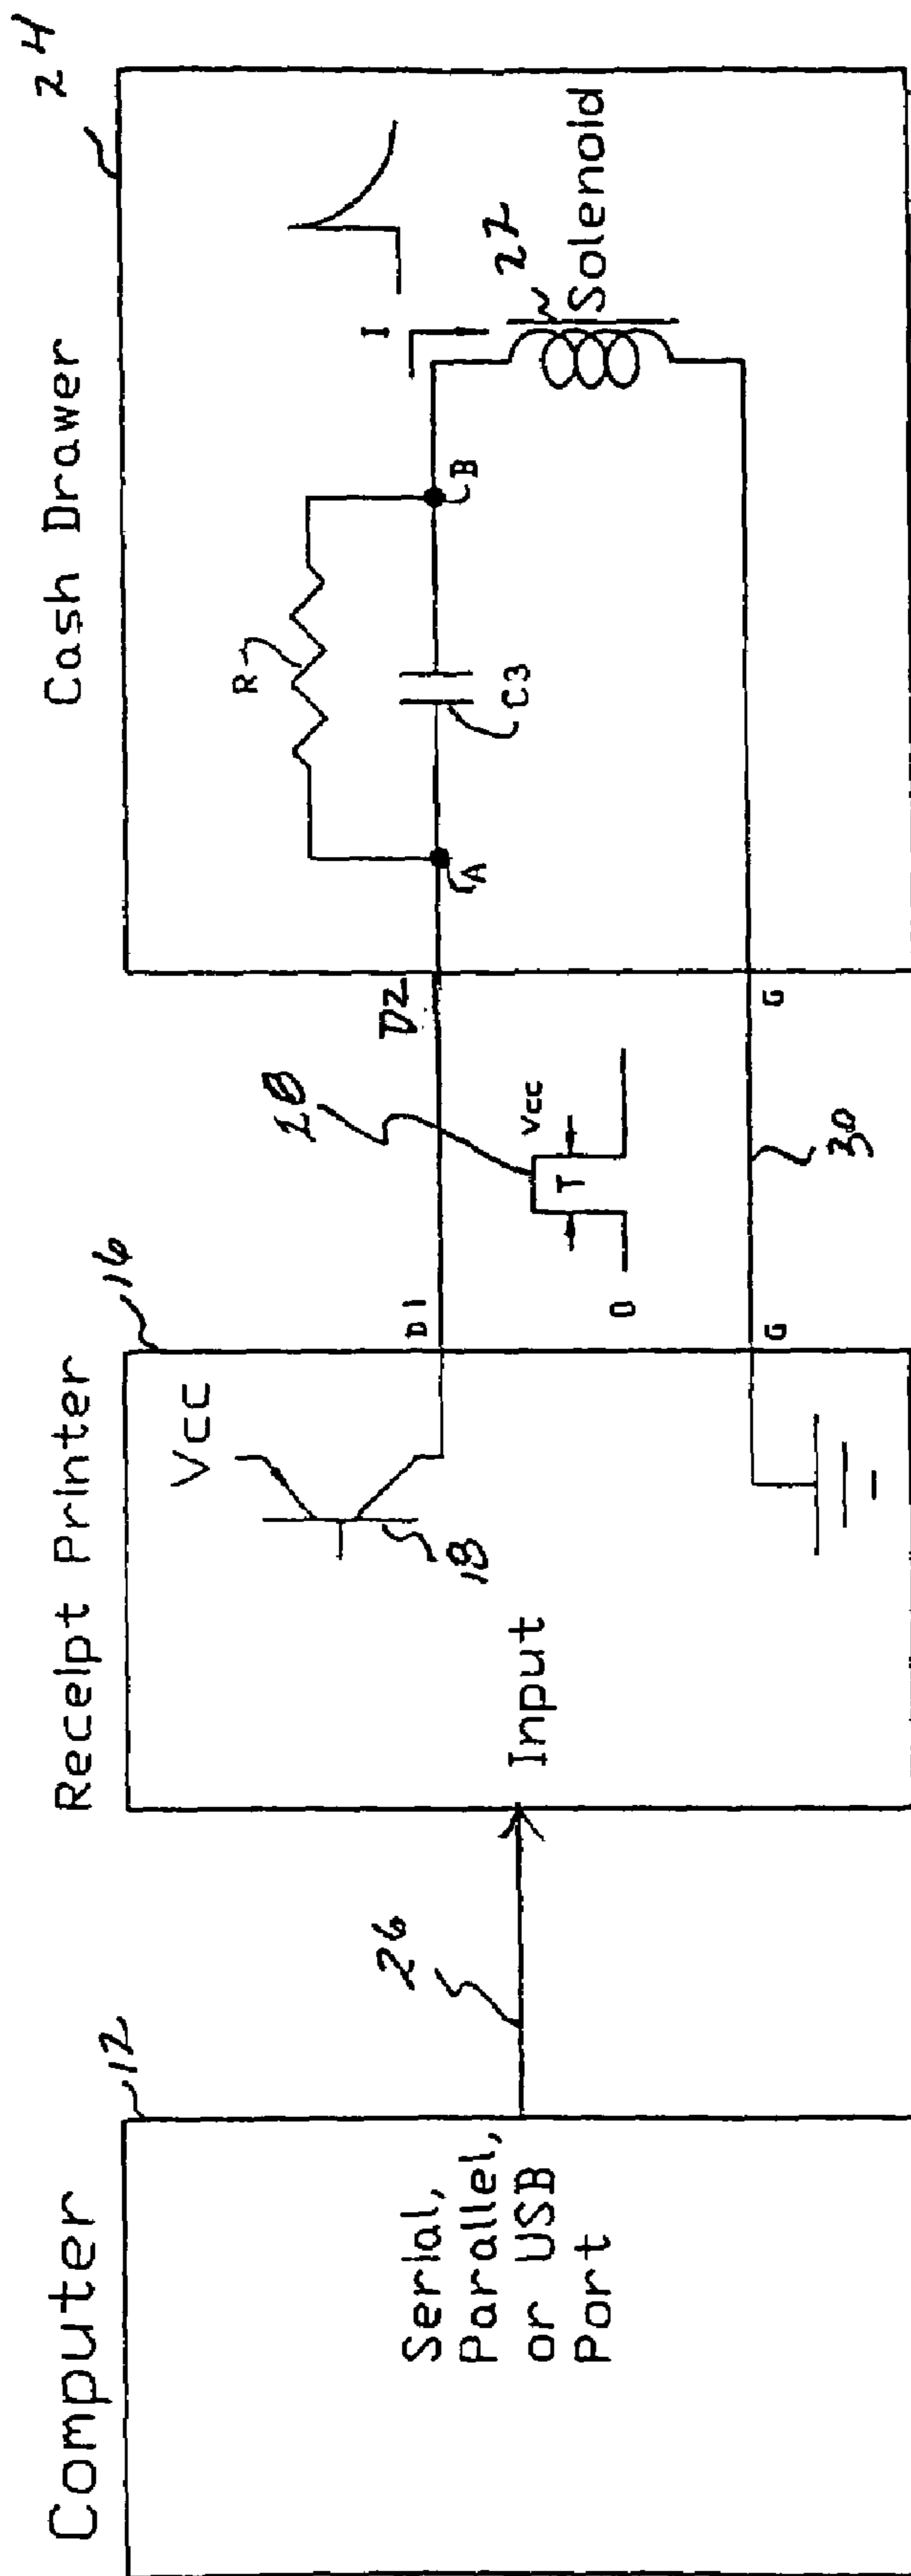 Computer
12
Serial,
Parallel,
or USB
Port
26
Receipt Printer
16
Vcc
18
Input
D1
G
18
Vcc
T
0
30
D2
G
Cash Drawer
24
R
C3
A
B
I
22
Solenoid